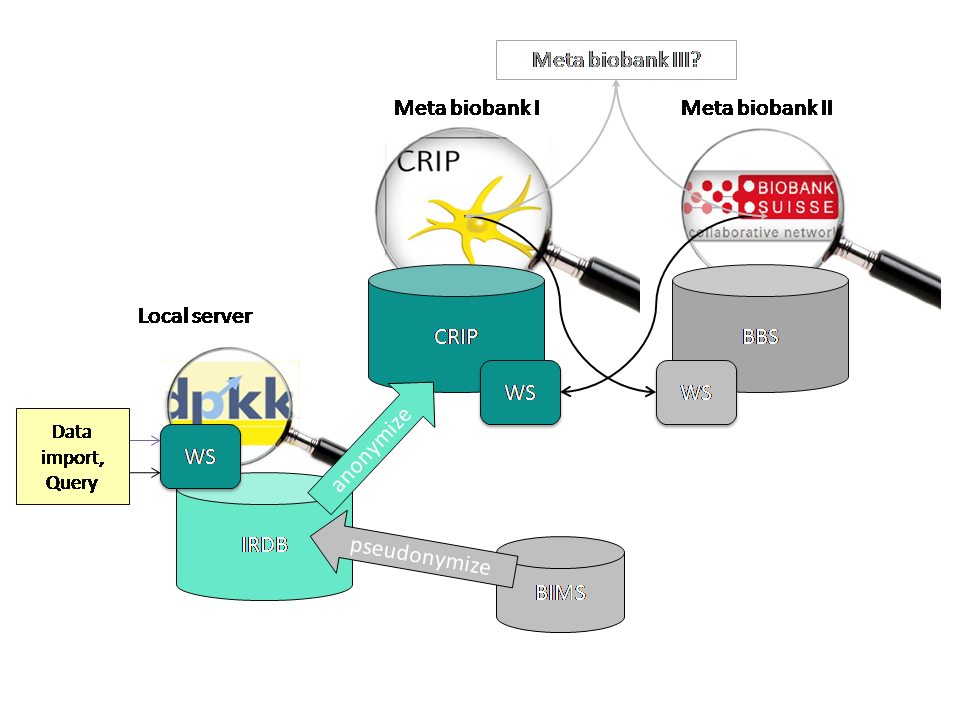 Meta biobank III?
Meta biobank I
Meta biobank II
CRIP
BIOBANK
SUISSE
collaborative network
CRIP
BBS
WS
WS
Local server
dpkk
Data
import,
Query
WS
anonymize
IRDB
pseudonymize
BIMS